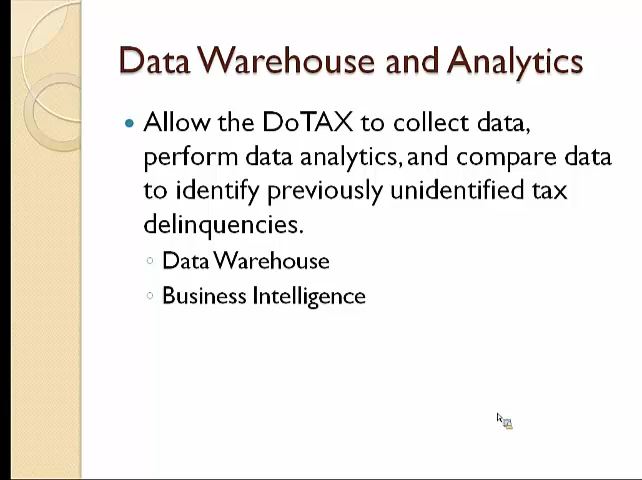 Data Warehouse and Analytics
Allow the DoTAX to collect data,
perform data analytics, and compare data
to identify previously unidentified tax
delinquencies.
Data Warehouse
Business Intelligence